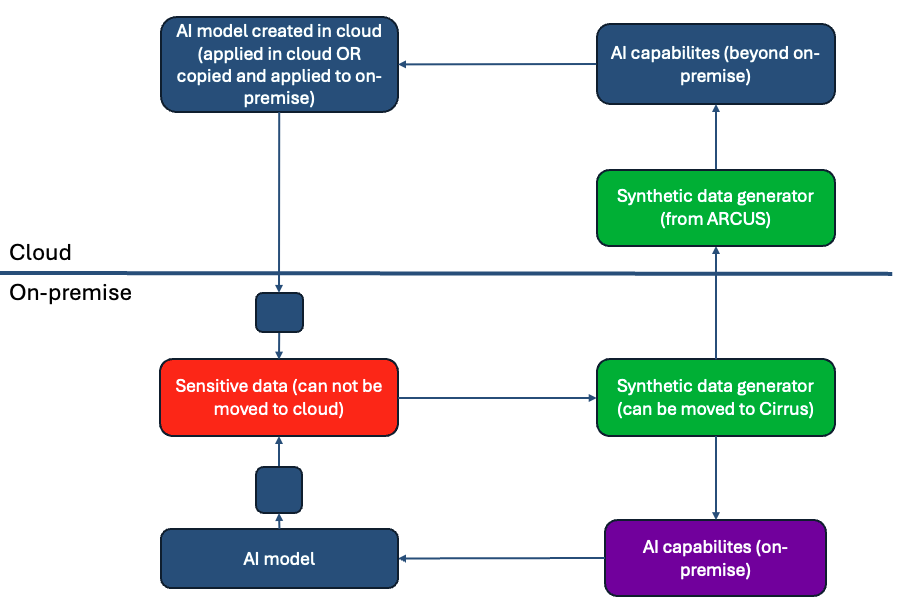 AI model created in cloud
(applied in cloud OR
copied and applied to on-
premise)
AI capabilites (beyond on-
premise)
Synthetic data generator
(from ARCUS)
Cloud
On-premise
Sensitive data (can not be
moved to cloud)
Synthetic data generator
(can be moved to Cirrus)
AI model
AI capabilites (on-
premise)